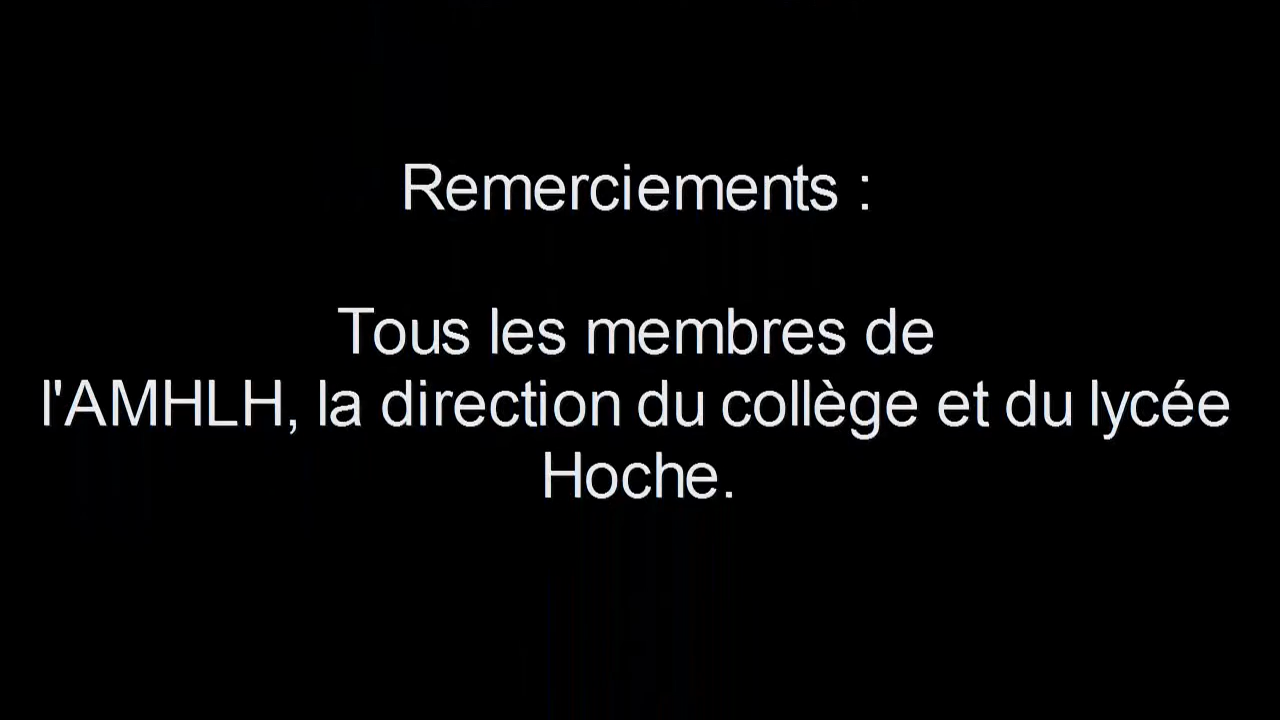 Remerciements :
Tous les membres de
l'AMHLH, la direction du collège et du lycée
Hoche.